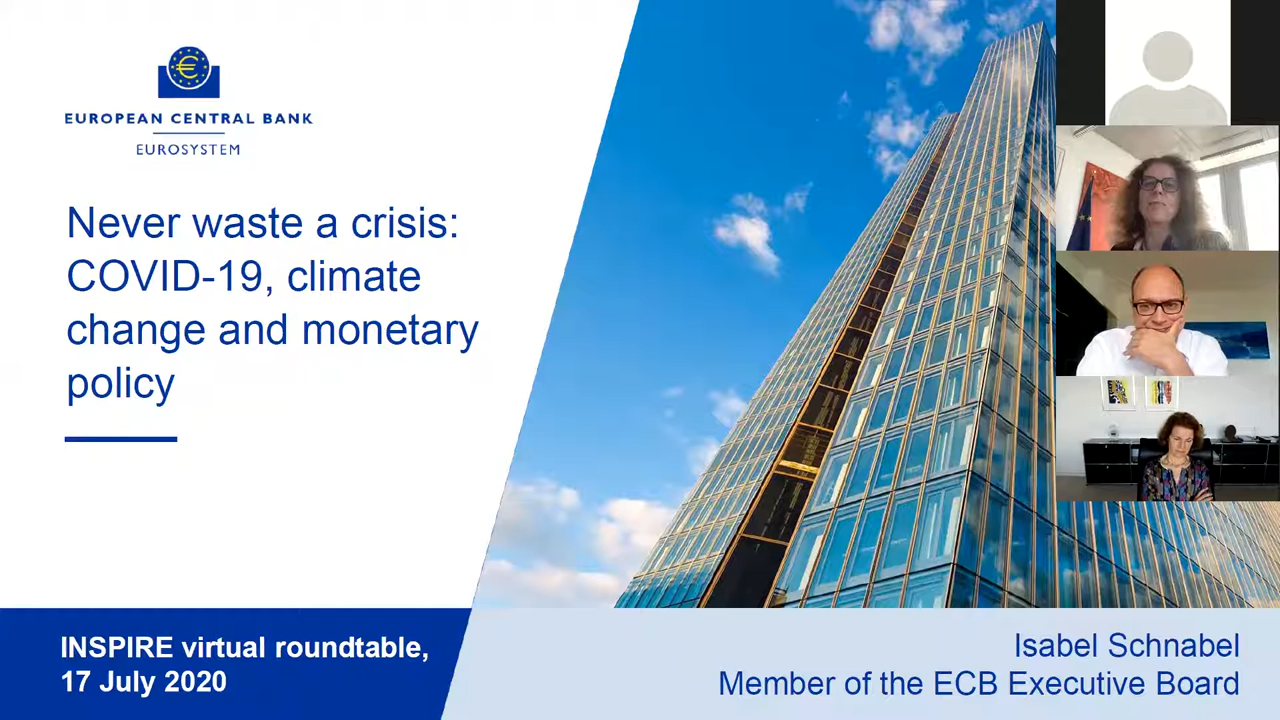 EUROPEAN CENTRAL BANK
EUROSYSTEM
Never waste a crisis:
COVID-19, climate
change and monetary
policy
INSPIRE virtual roundtable,
17 July 2020
Isabel Schnabel
Member of the ECB Executive Board